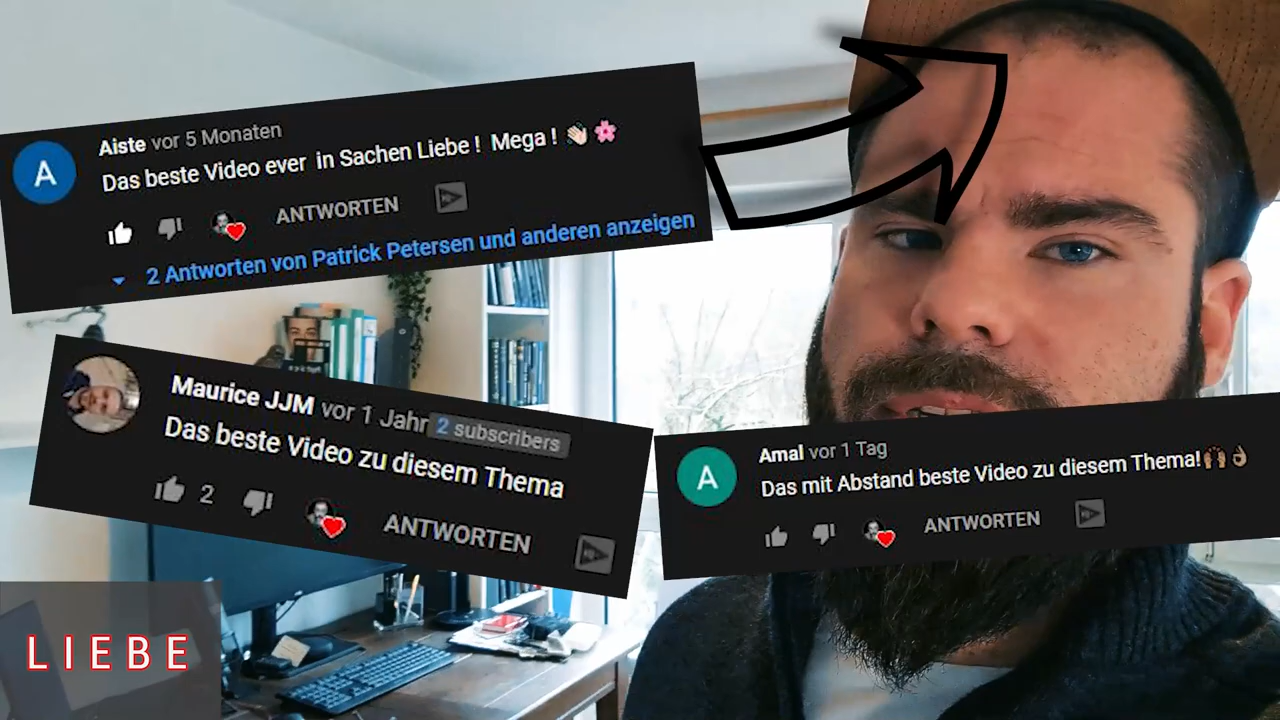 Aiste vor 5 Monaten
Das beste Video ever in Sachen Liebe ! Mega ! 👏🏻🌸
ANTWORTEN
2 Antworten von Patrick Petersen und anderen anzeigen
Maurice JJM vor 1 Jahr 2 subscribers
Das beste Video zu diesem Thema
2
ANTWORTEN
Amal vor 1 Tag
Das mit Abstand beste Video zu diesem Thema!🙌🏽👌🏽
ANTWORTEN
A
A
LIEBE